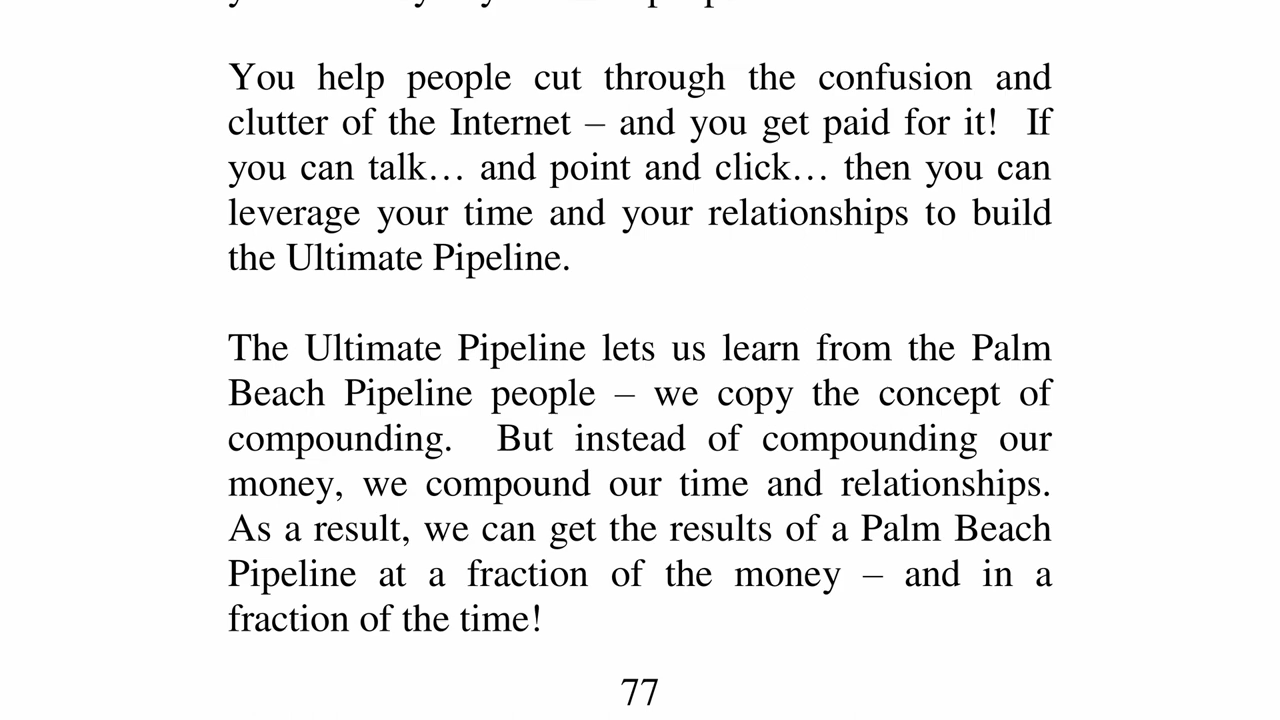 You help people cut through the confusion and
clutter of the Internet – and you get paid for it!  If
you can talk… and point and click… then you can
leverage your time and your relationships to build
the Ultimate Pipeline.
The Ultimate Pipeline lets us learn from the Palm
Beach Pipeline people – we copy the concept of
compounding.  But instead of compounding our
money, we compound our time and relationships.
As a result, we can get the results of a Palm Beach
Pipeline at a fraction of the money – and in a
fraction of the time!
77